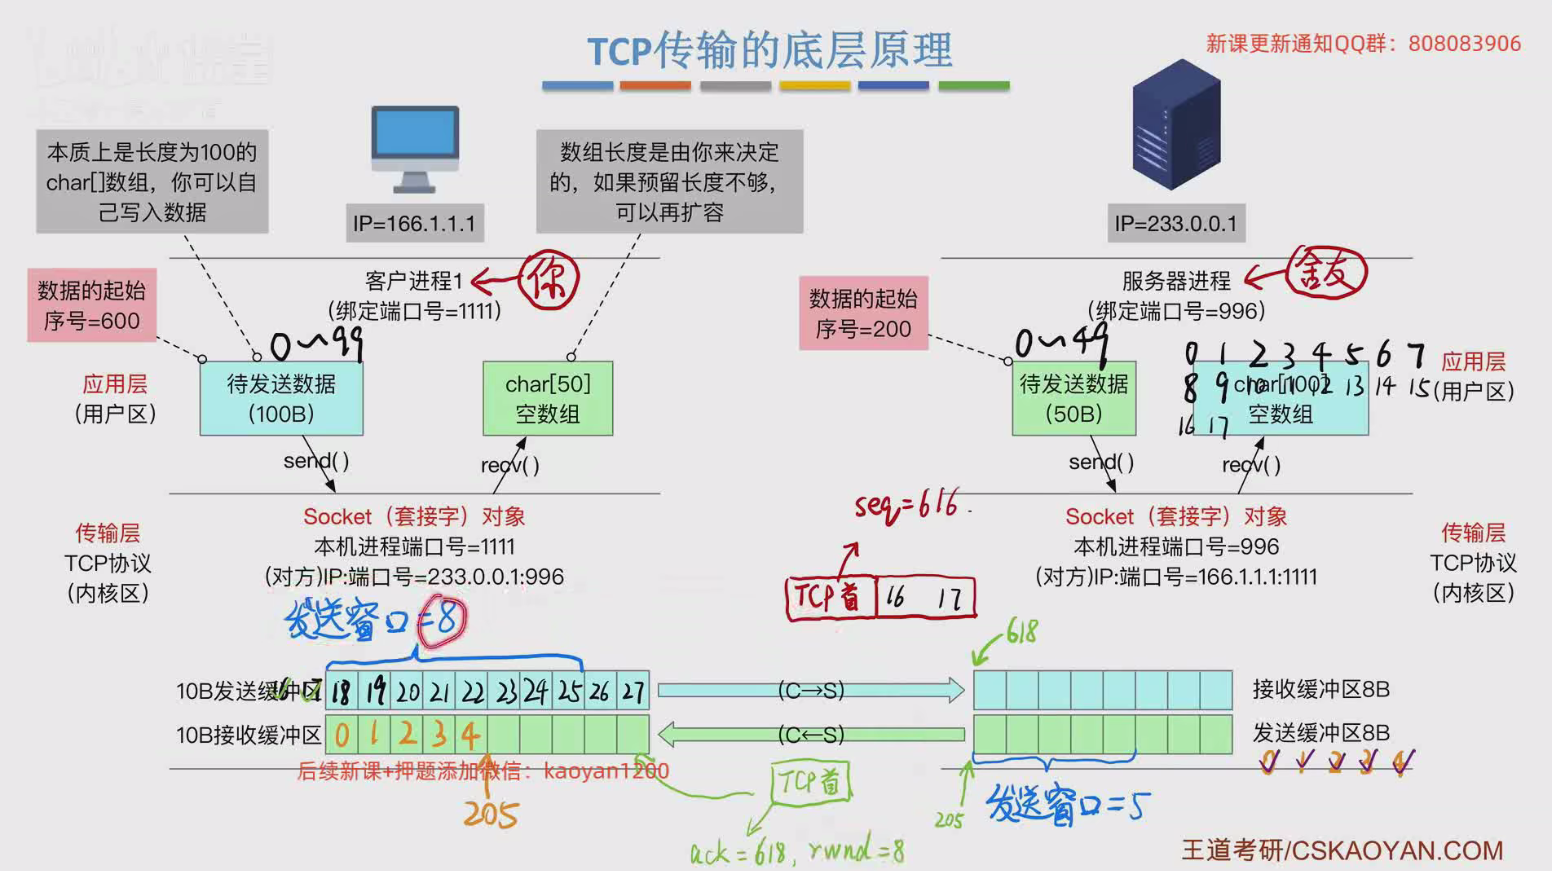 TCP传输的底层原理
新课更新通知QQ群：808083906
本质上是长度为100的
char[]数组，你可以自
己写入数据
数组长度是由你来决定
的，如果预留长度不够，
可以再扩容
IP=166.1.1.1
IP=233.0.0.1
客户进程1
(绑定端口号=1111)
你
服务器进程
(绑定端口号=996)
数据的起始
序号=600
数据的起始
序号=200
0~99
0~49
0 1 2 3 4 5 6 7
8 9 10 11 12 13 14 15
16 17
应用层
(用户区)
待发送数据
(100B)
char[50]
空数组
待发送数据
(50B)
char[100]
空数组
应用层
(用户区)
send()
recv()
send()
recv()
传输层
TCP协议
(内核区)
Socket（套接字）对象
本机进程端口号=1111
(对方)IP:端口号=233.0.0.1:996
seq=616
TCP首 16 17
Socket（套接字）对象
本机进程端口号=996
(对方)IP:端口号=166.1.1.1:1111
传输层
TCP协议
(内核区)
发送窗口=8
618
10B发送缓冲区
18 19 20 21 22 23 24 25 26 27
(C→S)
接收缓冲区8B
10B接收缓冲区
0 1 2 3 4
(C←S)
发送缓冲区8B
0 1 2 3 4
后续新课+押题添加微信：kaoyan1200
205
TCP首
ack=618, rwnd=8
205
发送窗口=5
王道考研/CSKAOYAN.COM